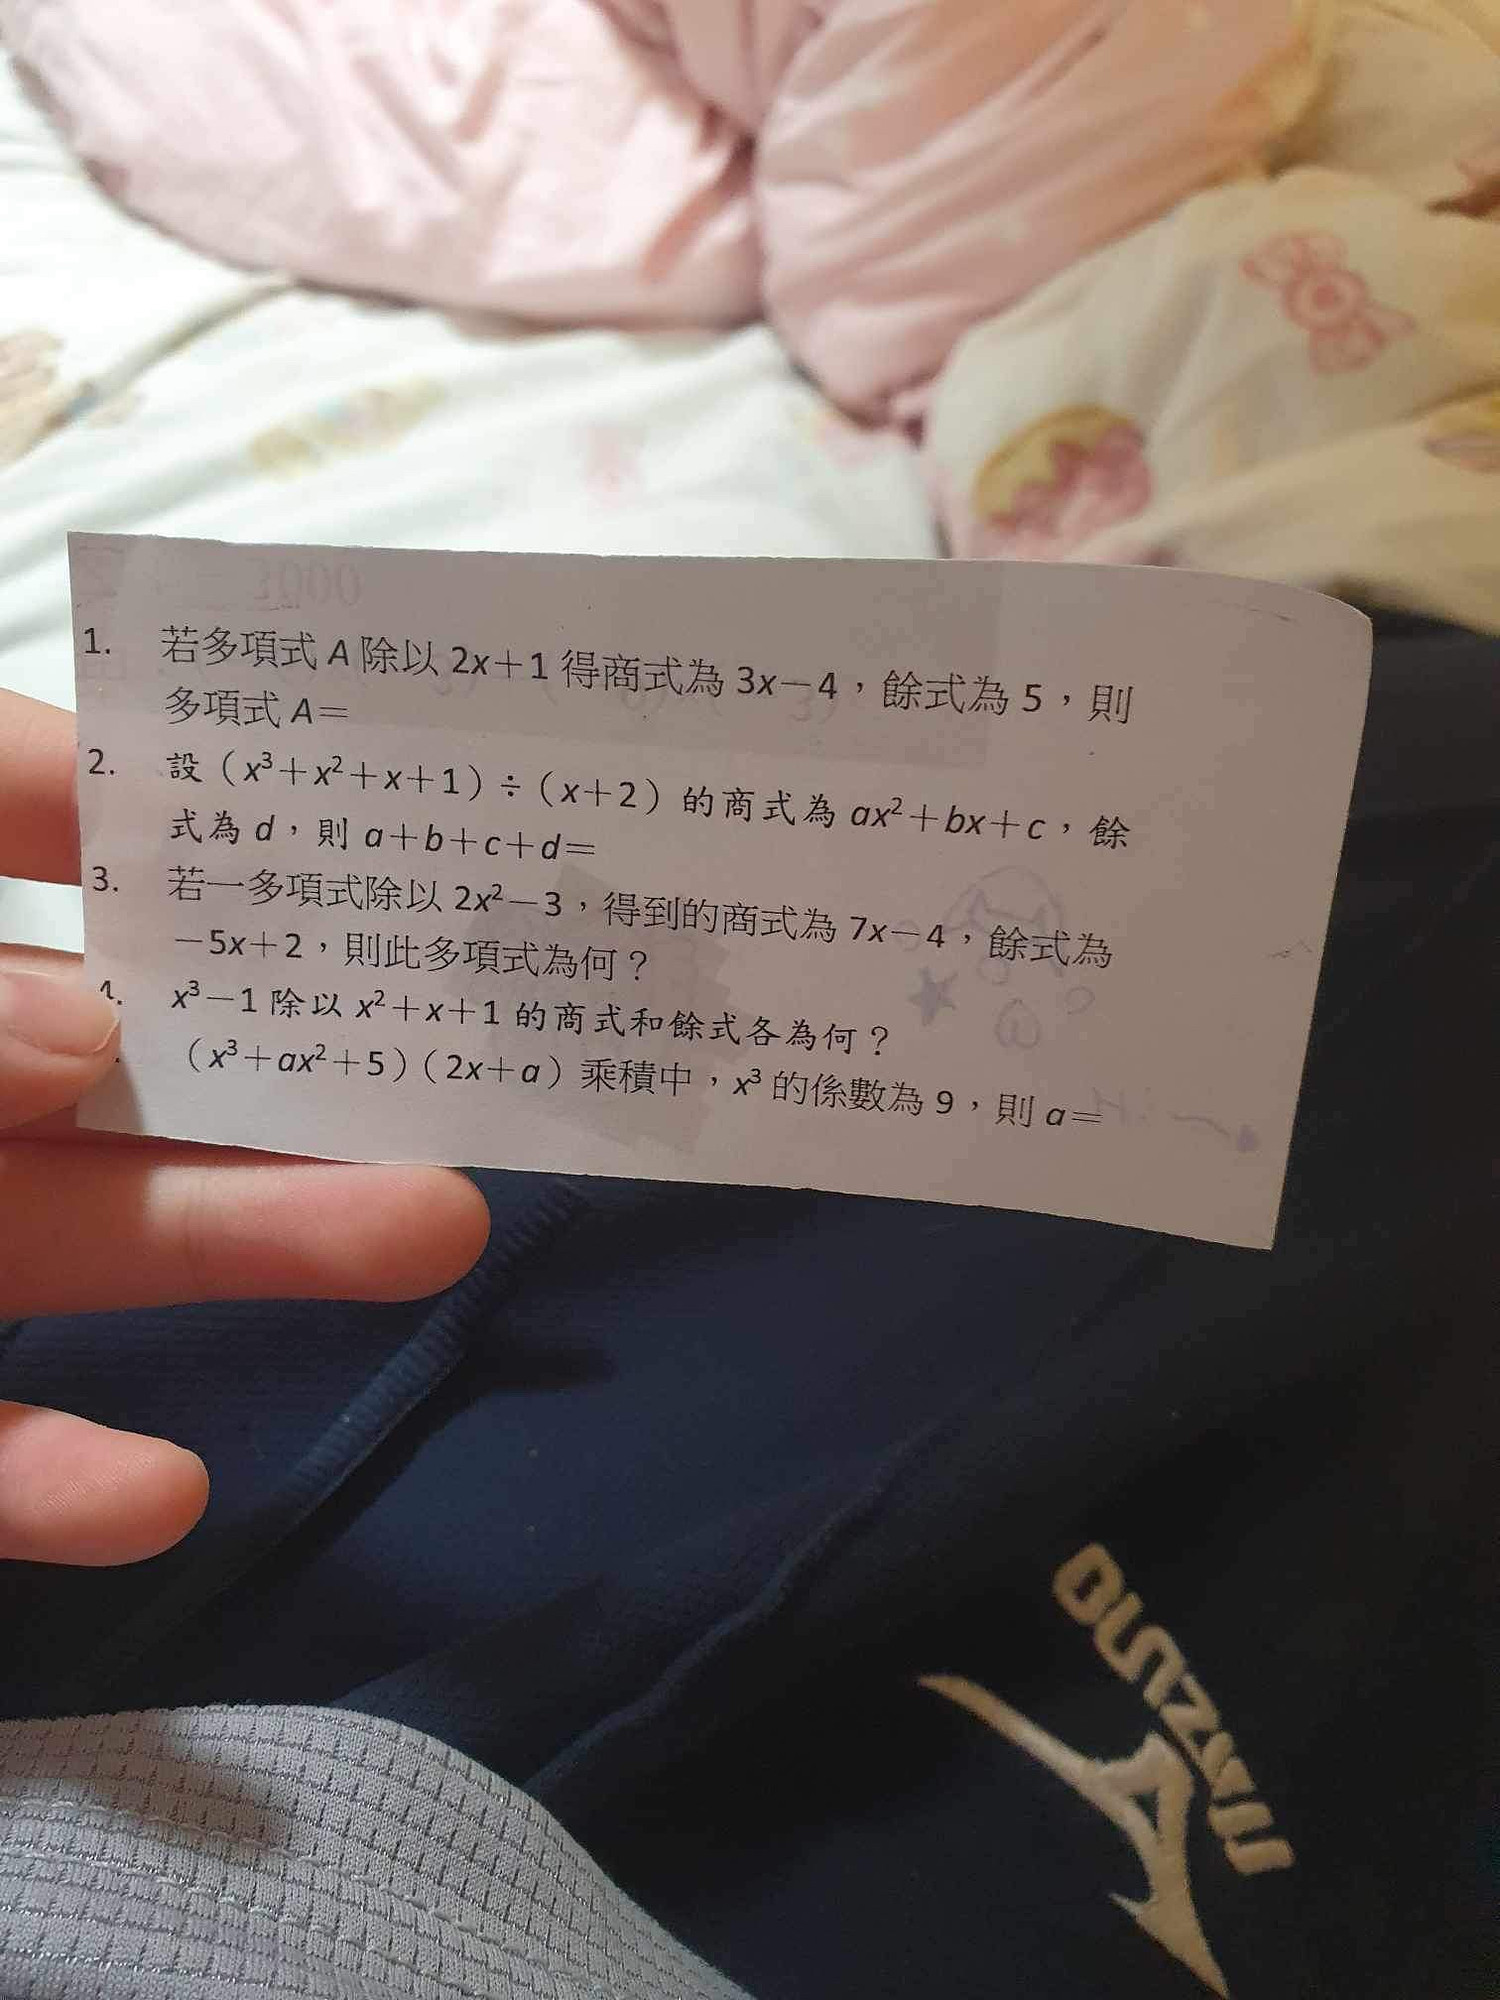 1. 若多項式 A 除以 2x＋1 得商式為 3x－4，餘式為 5，則
多項式 A＝
2. 設（x³＋x²＋x＋1）÷（x＋2）的商式為 ax²＋bx＋c，餘
式為 d，則 a＋b＋c＋d＝
3. 若一多項式除以 2x²－3，得到的商式為 7x－4，餘式為
－5x＋2，則此多項式為何？
4. x³－1 除以 x²＋x＋1 的商式和餘式各為何？
（x³＋ax²＋5）（2x＋a）乘積中，x³ 的係數為 9，則 a＝
MIZUNO